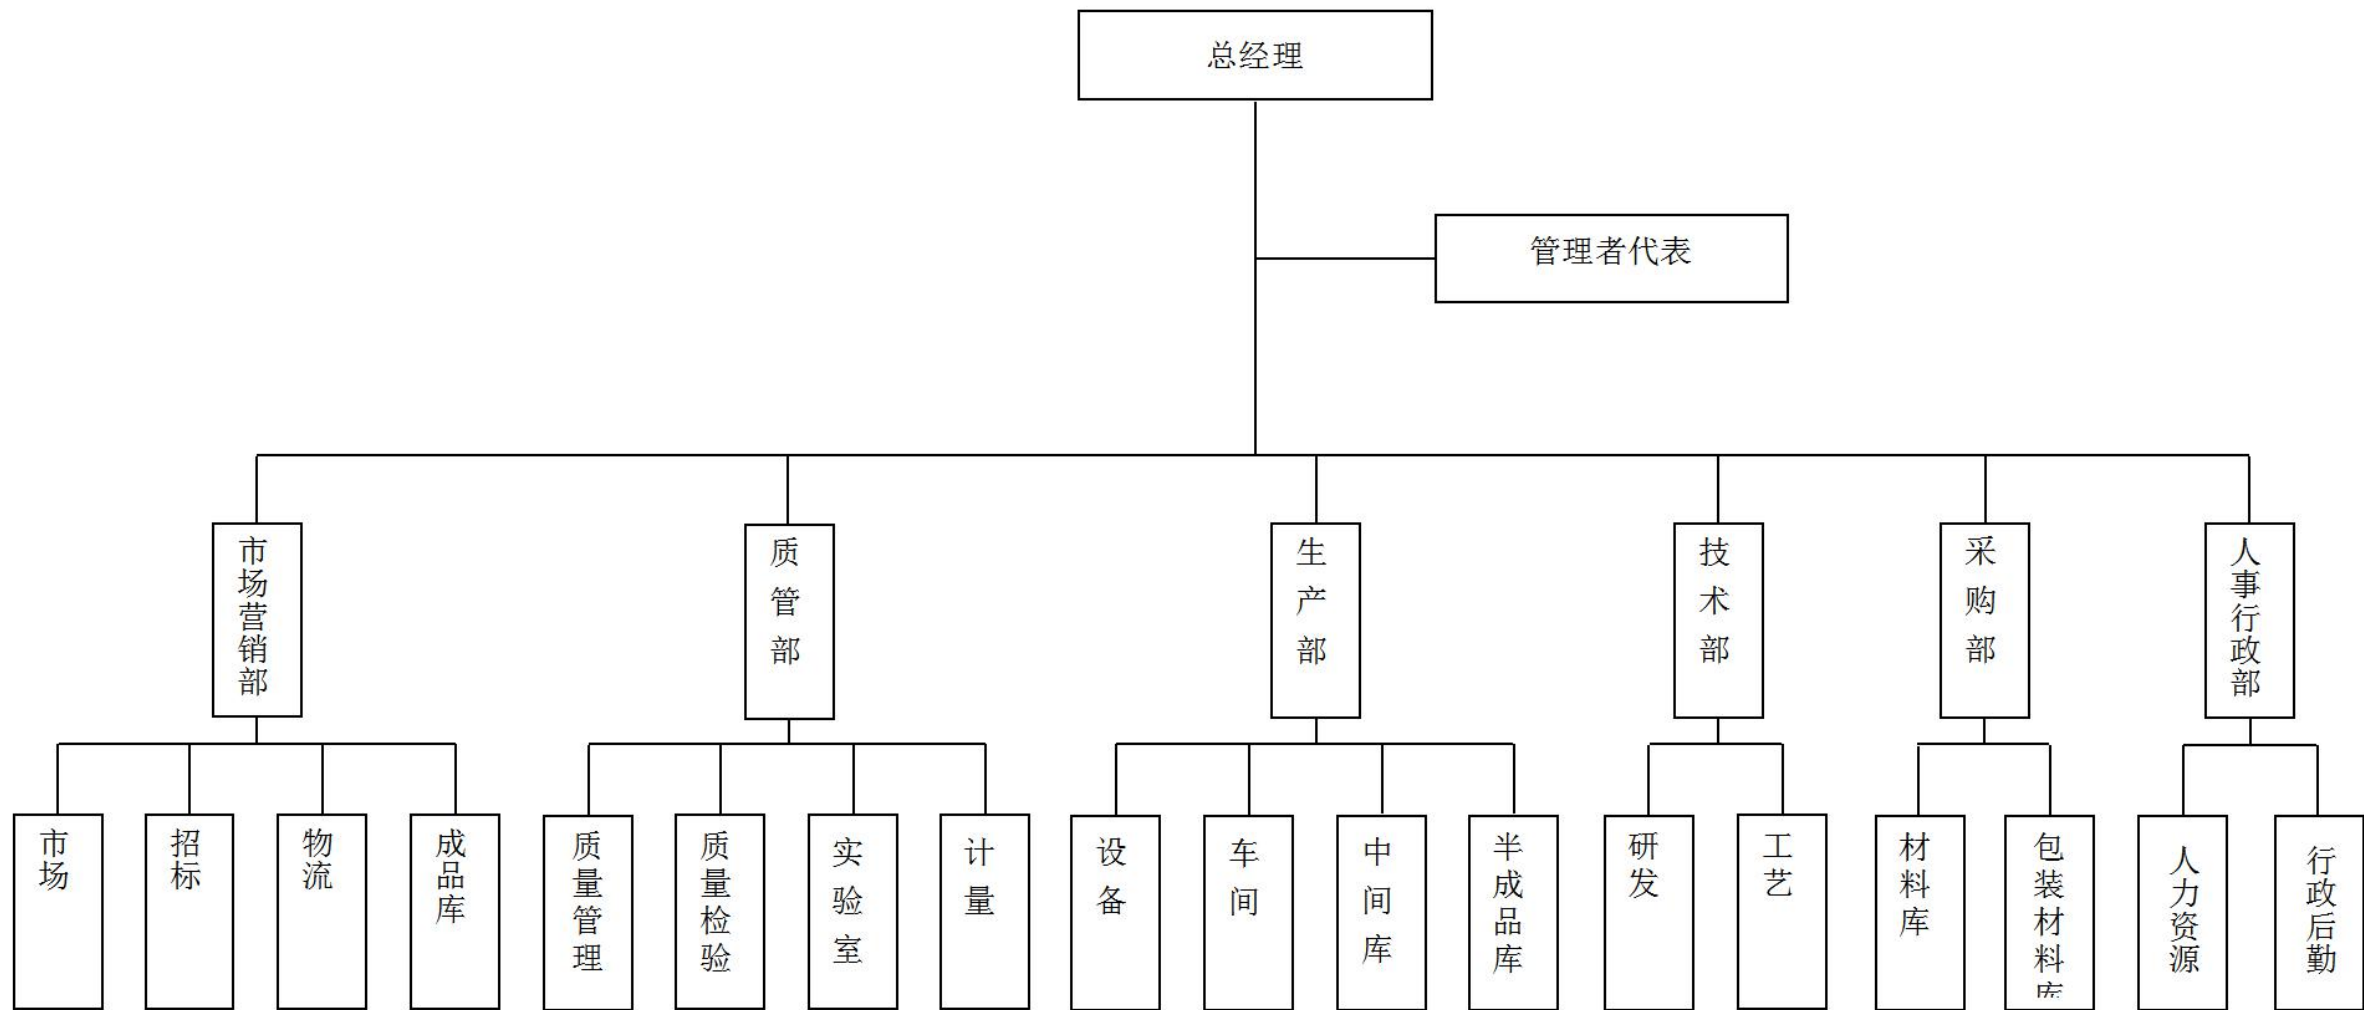 总经理
管理者代表
市场营销部
质管部
生产部
技术部
采购部
人事行政部
市场
招标
物流
成品库
质量管理
质量检验
实验室
计量
设备
车间
中间库
半成品库
研发
工艺
材料库
包装材料库
人力资源
行政后勤